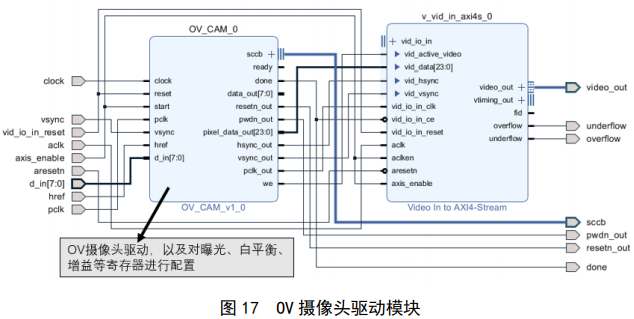 OV_CAM_0
v_vid_in_axi4s_0
clock
vsync
vid_io_in_reset
aclk
axis_enable
aresetn
d_in[7:0]
href
pclk
clock
reset
start
pclk
vsync
href
d_in[7:0]
sccb
ready
done
data_out[7:0]
resetn_out
pwdn_out
pixel_data_out[23:0]
hsync_out
vsync_out
pclk_out
we
OV_CAM_v1_0
vid_io_in
vid_active_video
vid_data[23:0]
vid_hsync
vid_vsync
vid_io_in_clk
vid_io_in_ce
vid_io_in_reset
aclk
aclken
aresetn
axis_enable
video_out
vtiming_out
fid
overflow
underflow
Video In to AXI4-Stream
video_out
underflow
overflow
sccb
pwdn_out
resetn_out
done
OV摄像头驱动，以及对曝光、白平衡、
增益等寄存器进行配置
图 17 OV 摄像头驱动模块